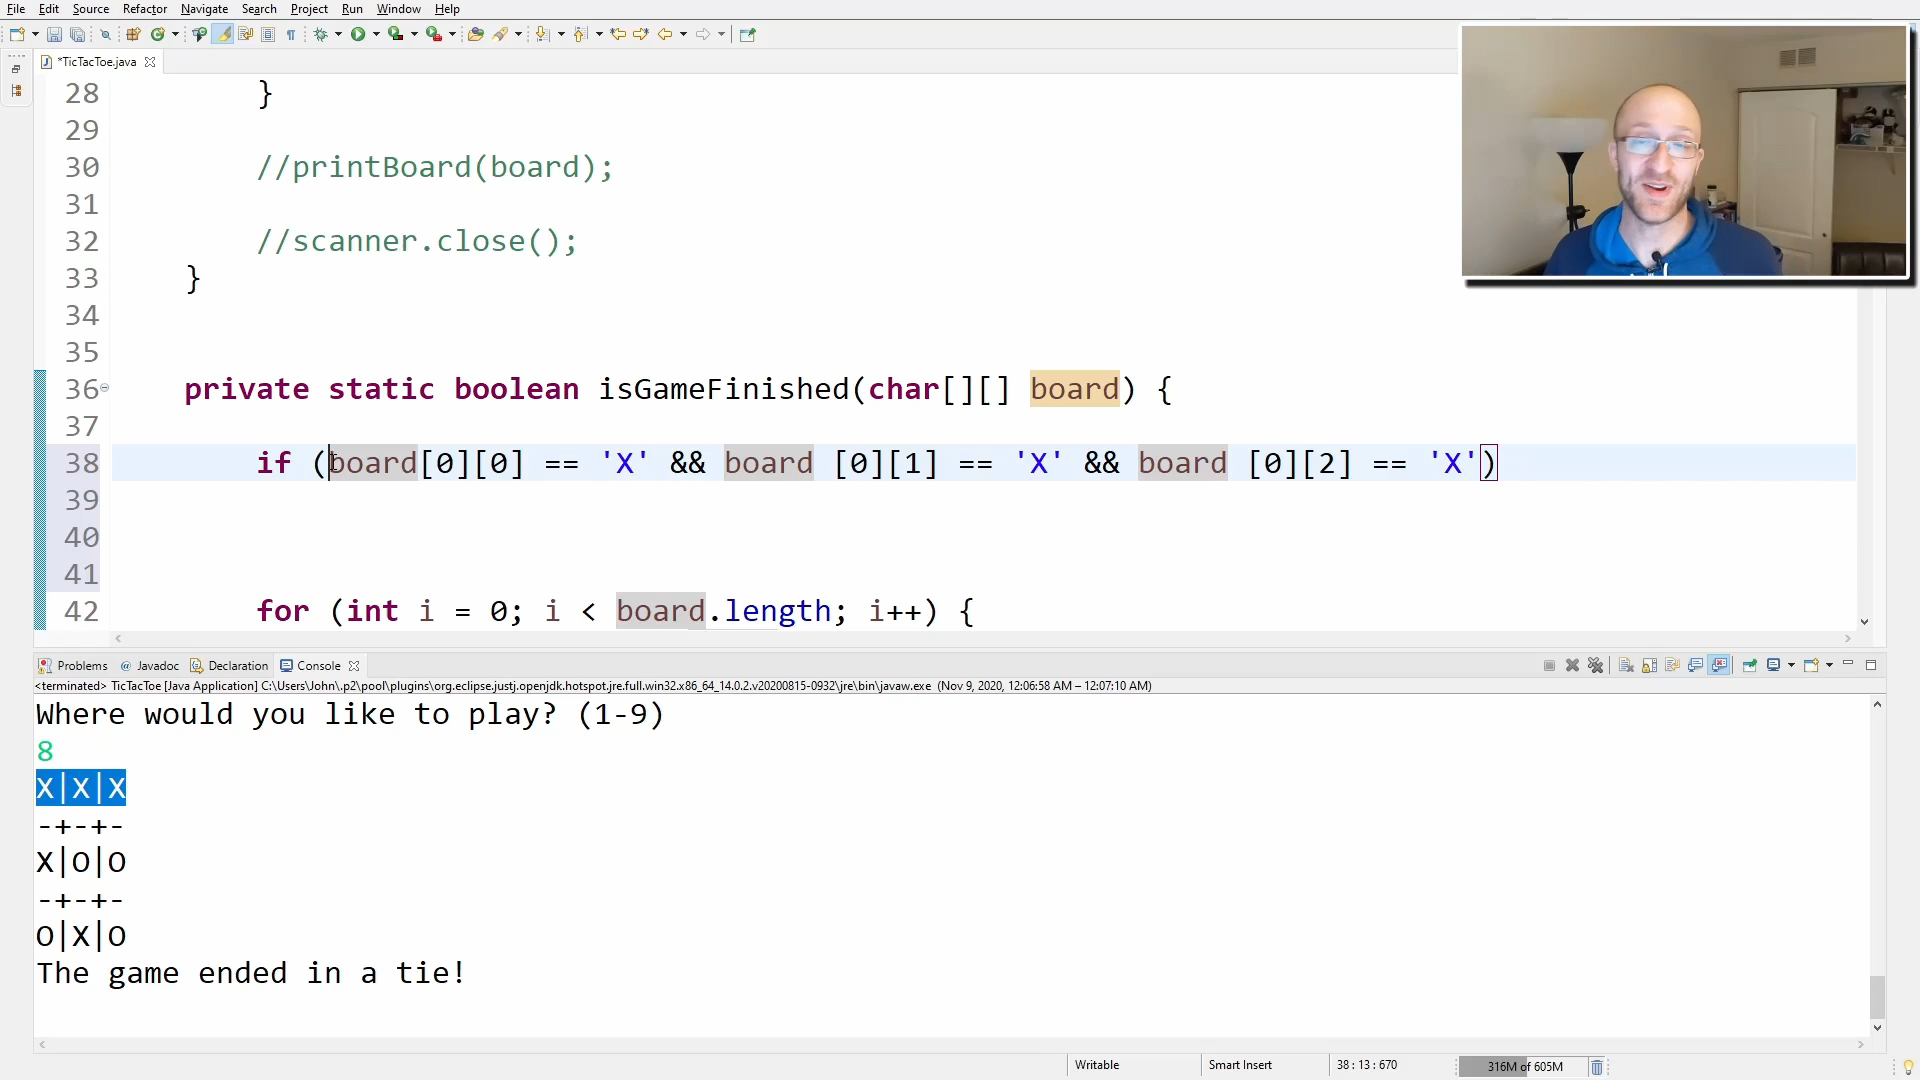 File Edit Source Refactor Navigate Search Project Run Window Help
*TicTacToe.java
28 }
29
30 //printBoard(board);
31
32 //scanner.close();
33 }
34
35
36 private static boolean isGameFinished(char[][] board) {
37
38 if (board[0][0] == 'X' && board [0][1] == 'X' && board [0][2] == 'X')
39
40
41
42 for (int i = 0; i < board.length; i++) {
Problems Javadoc Declaration Console
<terminated> TicTacToe [Java Application] C:\Users\John\.p2\pool\plugins\org.eclipse.justj.openjdk.hotspot.jre.full.win32.x86_64_14.0.2.v20200815-0932\jre\bin\javaw.exe (Nov 9, 2020, 12:06:58 AM – 12:07:10 AM)
Where would you like to play? (1-9)
8
X|X|X
-+-+-
X|O|O
-+-+-
O|X|O
The game ended in a tie!
Writable Smart Insert 38 : 13 : 670 316M of 605M